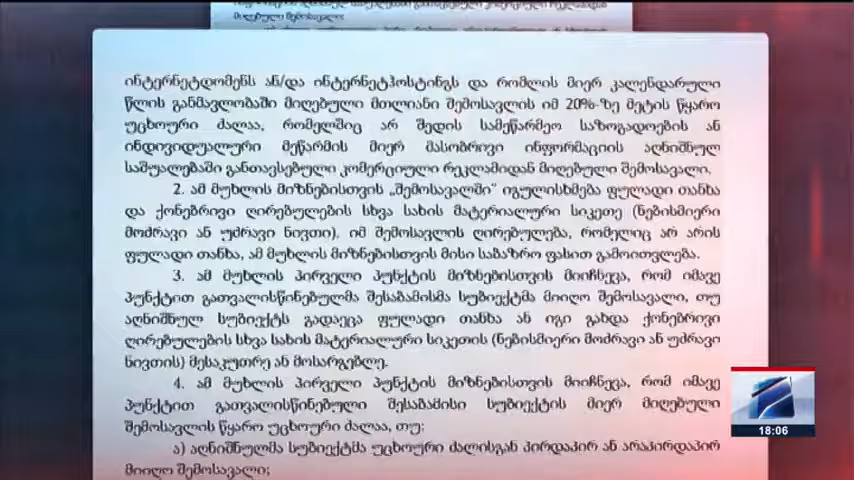 მიღებული შემოსავალი;
ინტერნეტდომენს ან/და ინტერნეტჰოსტინგს და რომლის მიერ კალენდარული
წლის განმავლობაში მიღებული მთლიანი შემოსავლის იმ 20%-ზე მეტის წყარო
უცხოური ძალაა, რომელშიც არ შედის სამეწარმეო საზოგადოების ან
ინდივიდუალური მეწარმის მიერ მასობრივი ინფორმაციის აღნიშნულ
საშუალებაში განთავსებული კომერციული რეკლამიდან მიღებული შემოსავალი.
2. ამ მუხლის მიზნებისთვის „შემოსავალში“ იგულისხმება ფულადი თანხა
და ქონებრივი ღირებულების სხვა სახის მატერიალური სიკეთე (ნებისმიერი
მოძრავი ან უძრავი ნივთი). იმ შემოსავლის ღირებულება, რომელიც არ არის
ფულადი თანხა, ამ მუხლის მიზნებისთვის მისი საბაზრო ფასით გამოითვლება.
3. ამ მუხლის პირველი პუნქტის მიზნებისთვის მიიჩნევა, რომ იმავე
პუნქტით გათვალისწინებულმა შესაბამისმა სუბიექტმა მიიღო შემოსავალი, თუ
აღნიშნულ სუბიექტს გადაეცა ფულადი თანხა ან იგი გახდა ქონებრივი
ღირებულების სხვა სახის მატერიალური სიკეთის (ნებისმიერი მოძრავი ან უძრავი
ნივთის) მესაკუთრე ან მოსარგებლე.
4. ამ მუხლის პირველი პუნქტის მიზნებისთვის მიიჩნევა, რომ იმავე
პუნქტით გათვალისწინებული შესაბამისი სუბიექტის მიერ მიღებული
შემოსავლის წყარო უცხოური ძალაა, თუ:
ა) აღნიშნულმა სუბიექტმა უცხოური ძალისგან პირდაპირ ან არაპირდაპირ
მიიღო შემოსავალი;
18:06